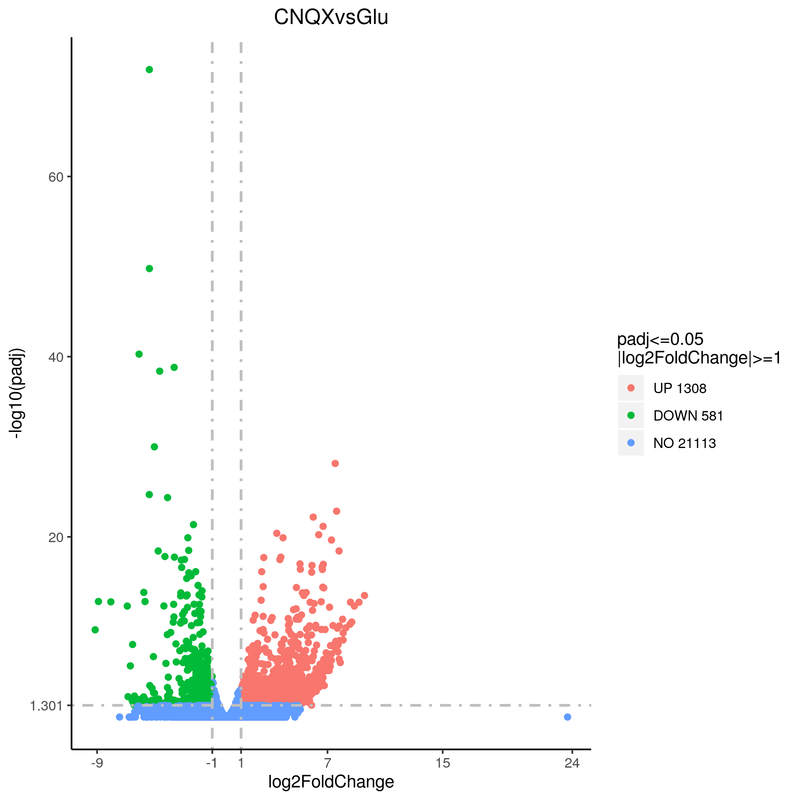 CNQXvsGlu
60
40
20
1.301
-log10(padj)
-9
-1
1
7
15
24
log2FoldChange
padj<=0.05
|log2FoldChange|>=1
UP 1308
DOWN 581
NO 21113